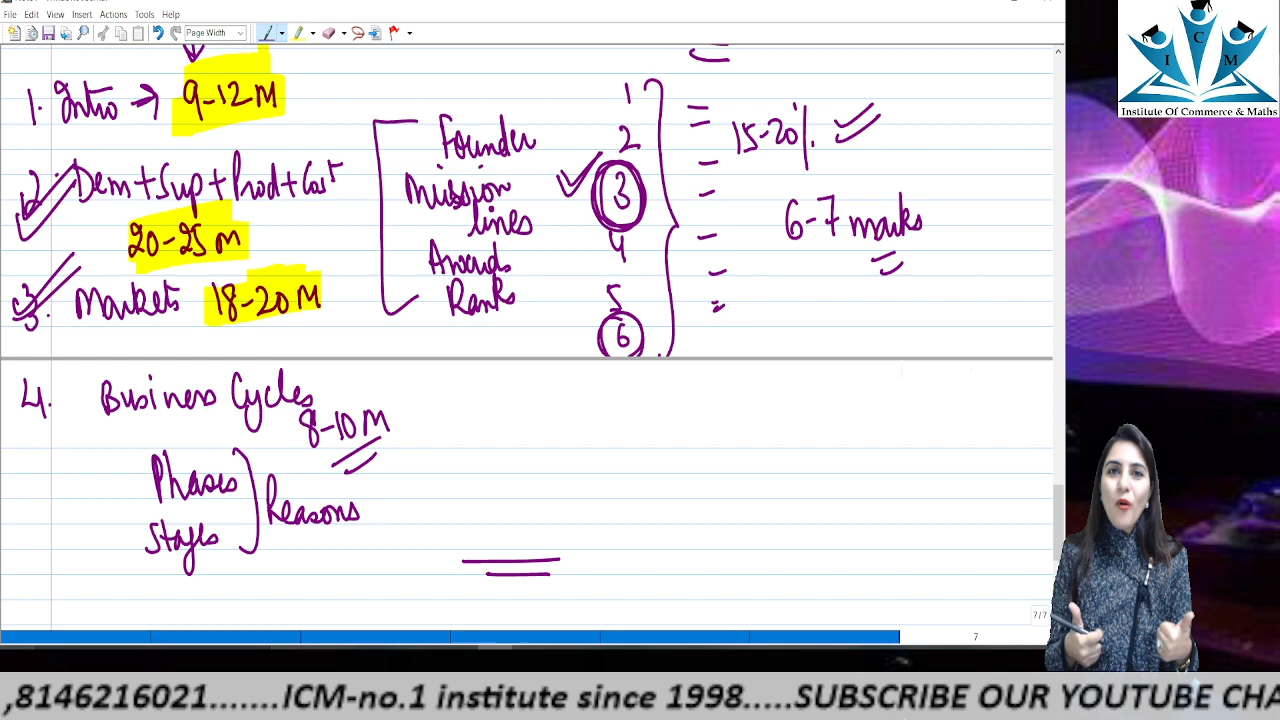 File Edit View Insert Actions Tools Help
Page Width
1. Intro → 9-12 M
2. Dem + Sup + Prod + Cost
20-25 m
3. Markets 18-20 M
Founder
Mission
lines
Awards
Ranks
1
2
3
4
5
6
15-20%
6-7 marks
4. Business Cycles
8-10 M
Phases
Stages
Reasons
7/7
7
I C M
Institute Of Commerce & Maths
,8146216021.......ICM-no.1 institute since 1998.....SUBSCRIBE OUR YOUTUBE CHA